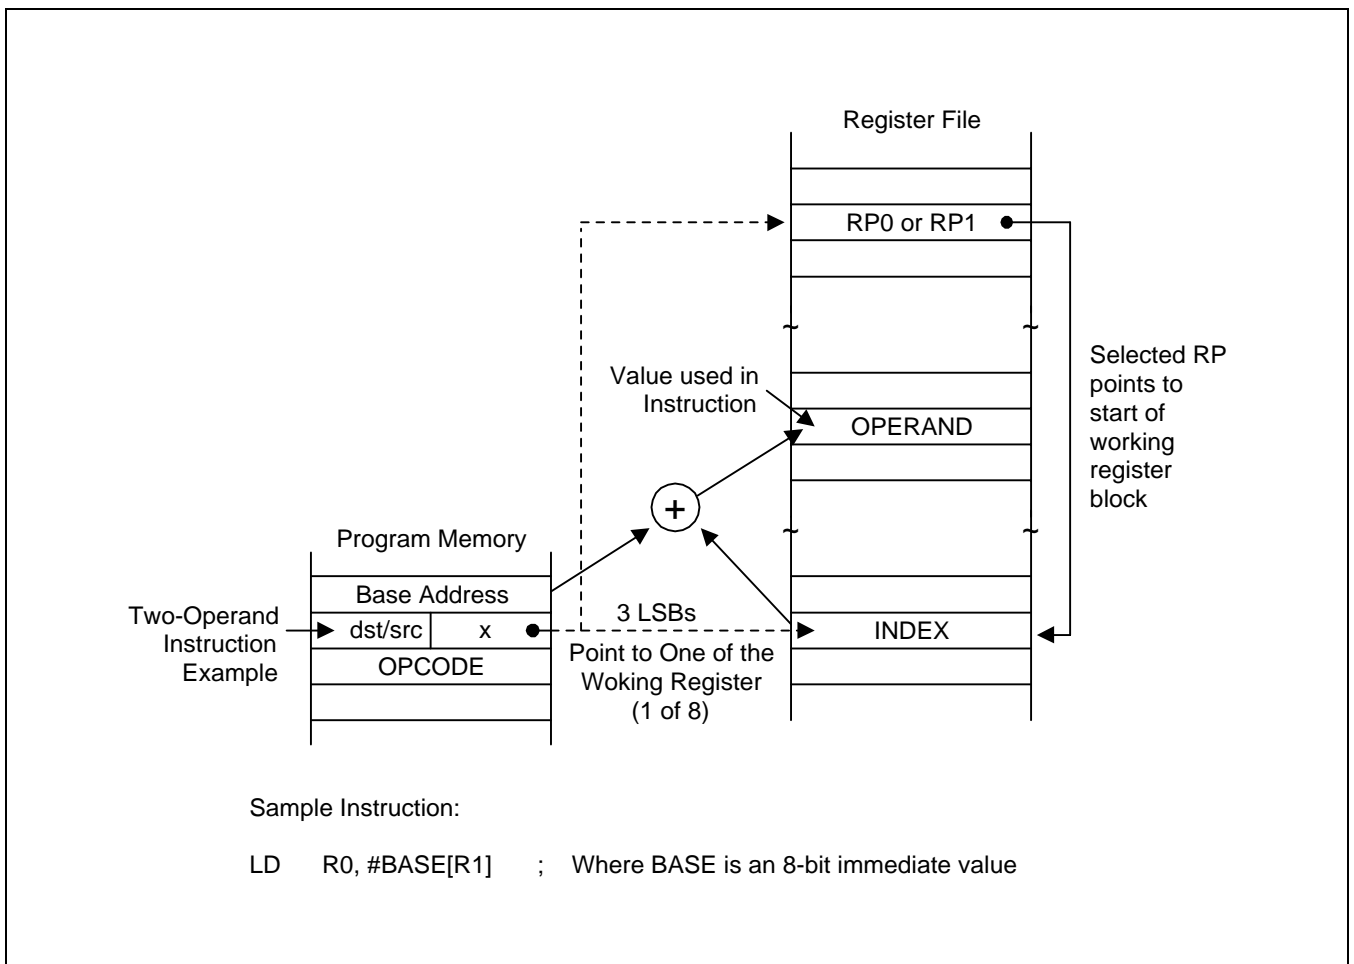 Register File
RP0 or RP1
Selected RP
points to
start of
working
register
block
Value used in
Instruction
OPERAND
+
Program Memory
Base Address
Two-Operand
Instruction
Example
dst/src x
OPCODE
3 LSBs
Point to One of the
Woking Register
(1 of 8)
INDEX
~ ~
~ ~
Sample Instruction:
LD R0, #BASE[R1] ; Where BASE is an 8-bit immediate value